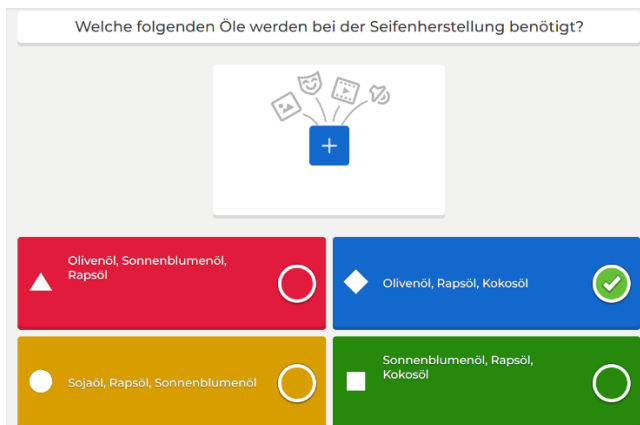 Welche folgenden Öle werden bei der Seifenherstellung benötigt?
Olivenöl, Sonnenblumenöl,
Rapsöl
Olivenöl, Rapsöl, Kokosöl
Sojaöl, Rapsöl, Sonnenblumenöl
Sonnenblumenöl, Rapsöl,
Kokosöl